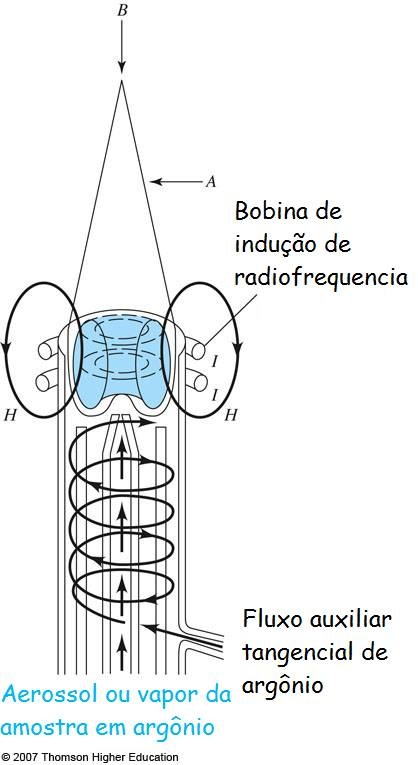 B
A
Bobina de
indução de
radiofrequencia
I
I
H
H
Fluxo auxiliar
tangencial de
argônio
Aerossol ou vapor da
amostra em argônio
© 2007 Thomson Higher Education